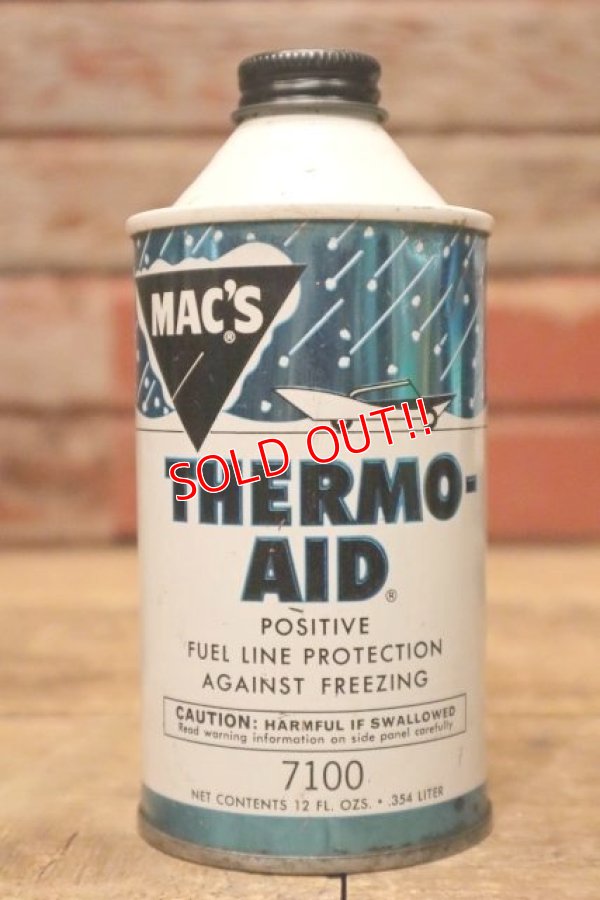 MAC'S®
SOLD OUT!!
THERMO-
AID®
POSITIVE
FUEL LINE PROTECTION
AGAINST FREEZING
CAUTION: HARMFUL IF SWALLOWED
Read warning information on side panel carefully
7100
NET CONTENTS 12 FL. OZS. • .354 LITER